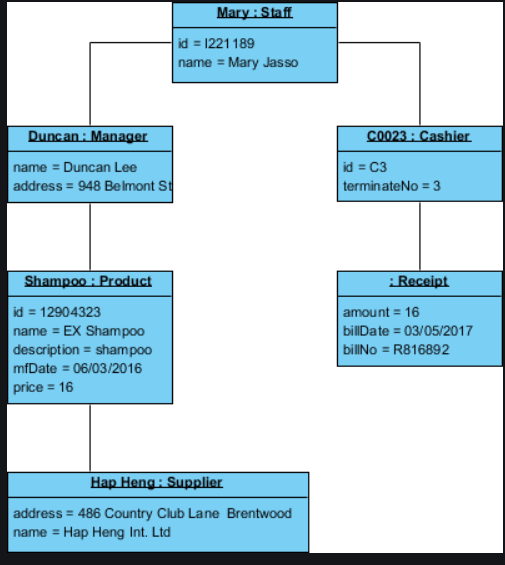 Mary : Staff
id = I221189
name = Mary Jasso
Duncan : Manager
name = Duncan Lee
address = 948 Belmont St
C0023 : Cashier
id = C3
terminateNo = 3
Shampoo : Product
id = 12904323
name = EX Shampoo
description = shampoo
mfDate = 06/03/2016
price = 16
: Receipt
amount = 16
billDate = 03/05/2017
billNo = R816892
Hap Heng : Supplier
address = 486 Country Club Lane Brentwood
name = Hap Heng Int. Ltd